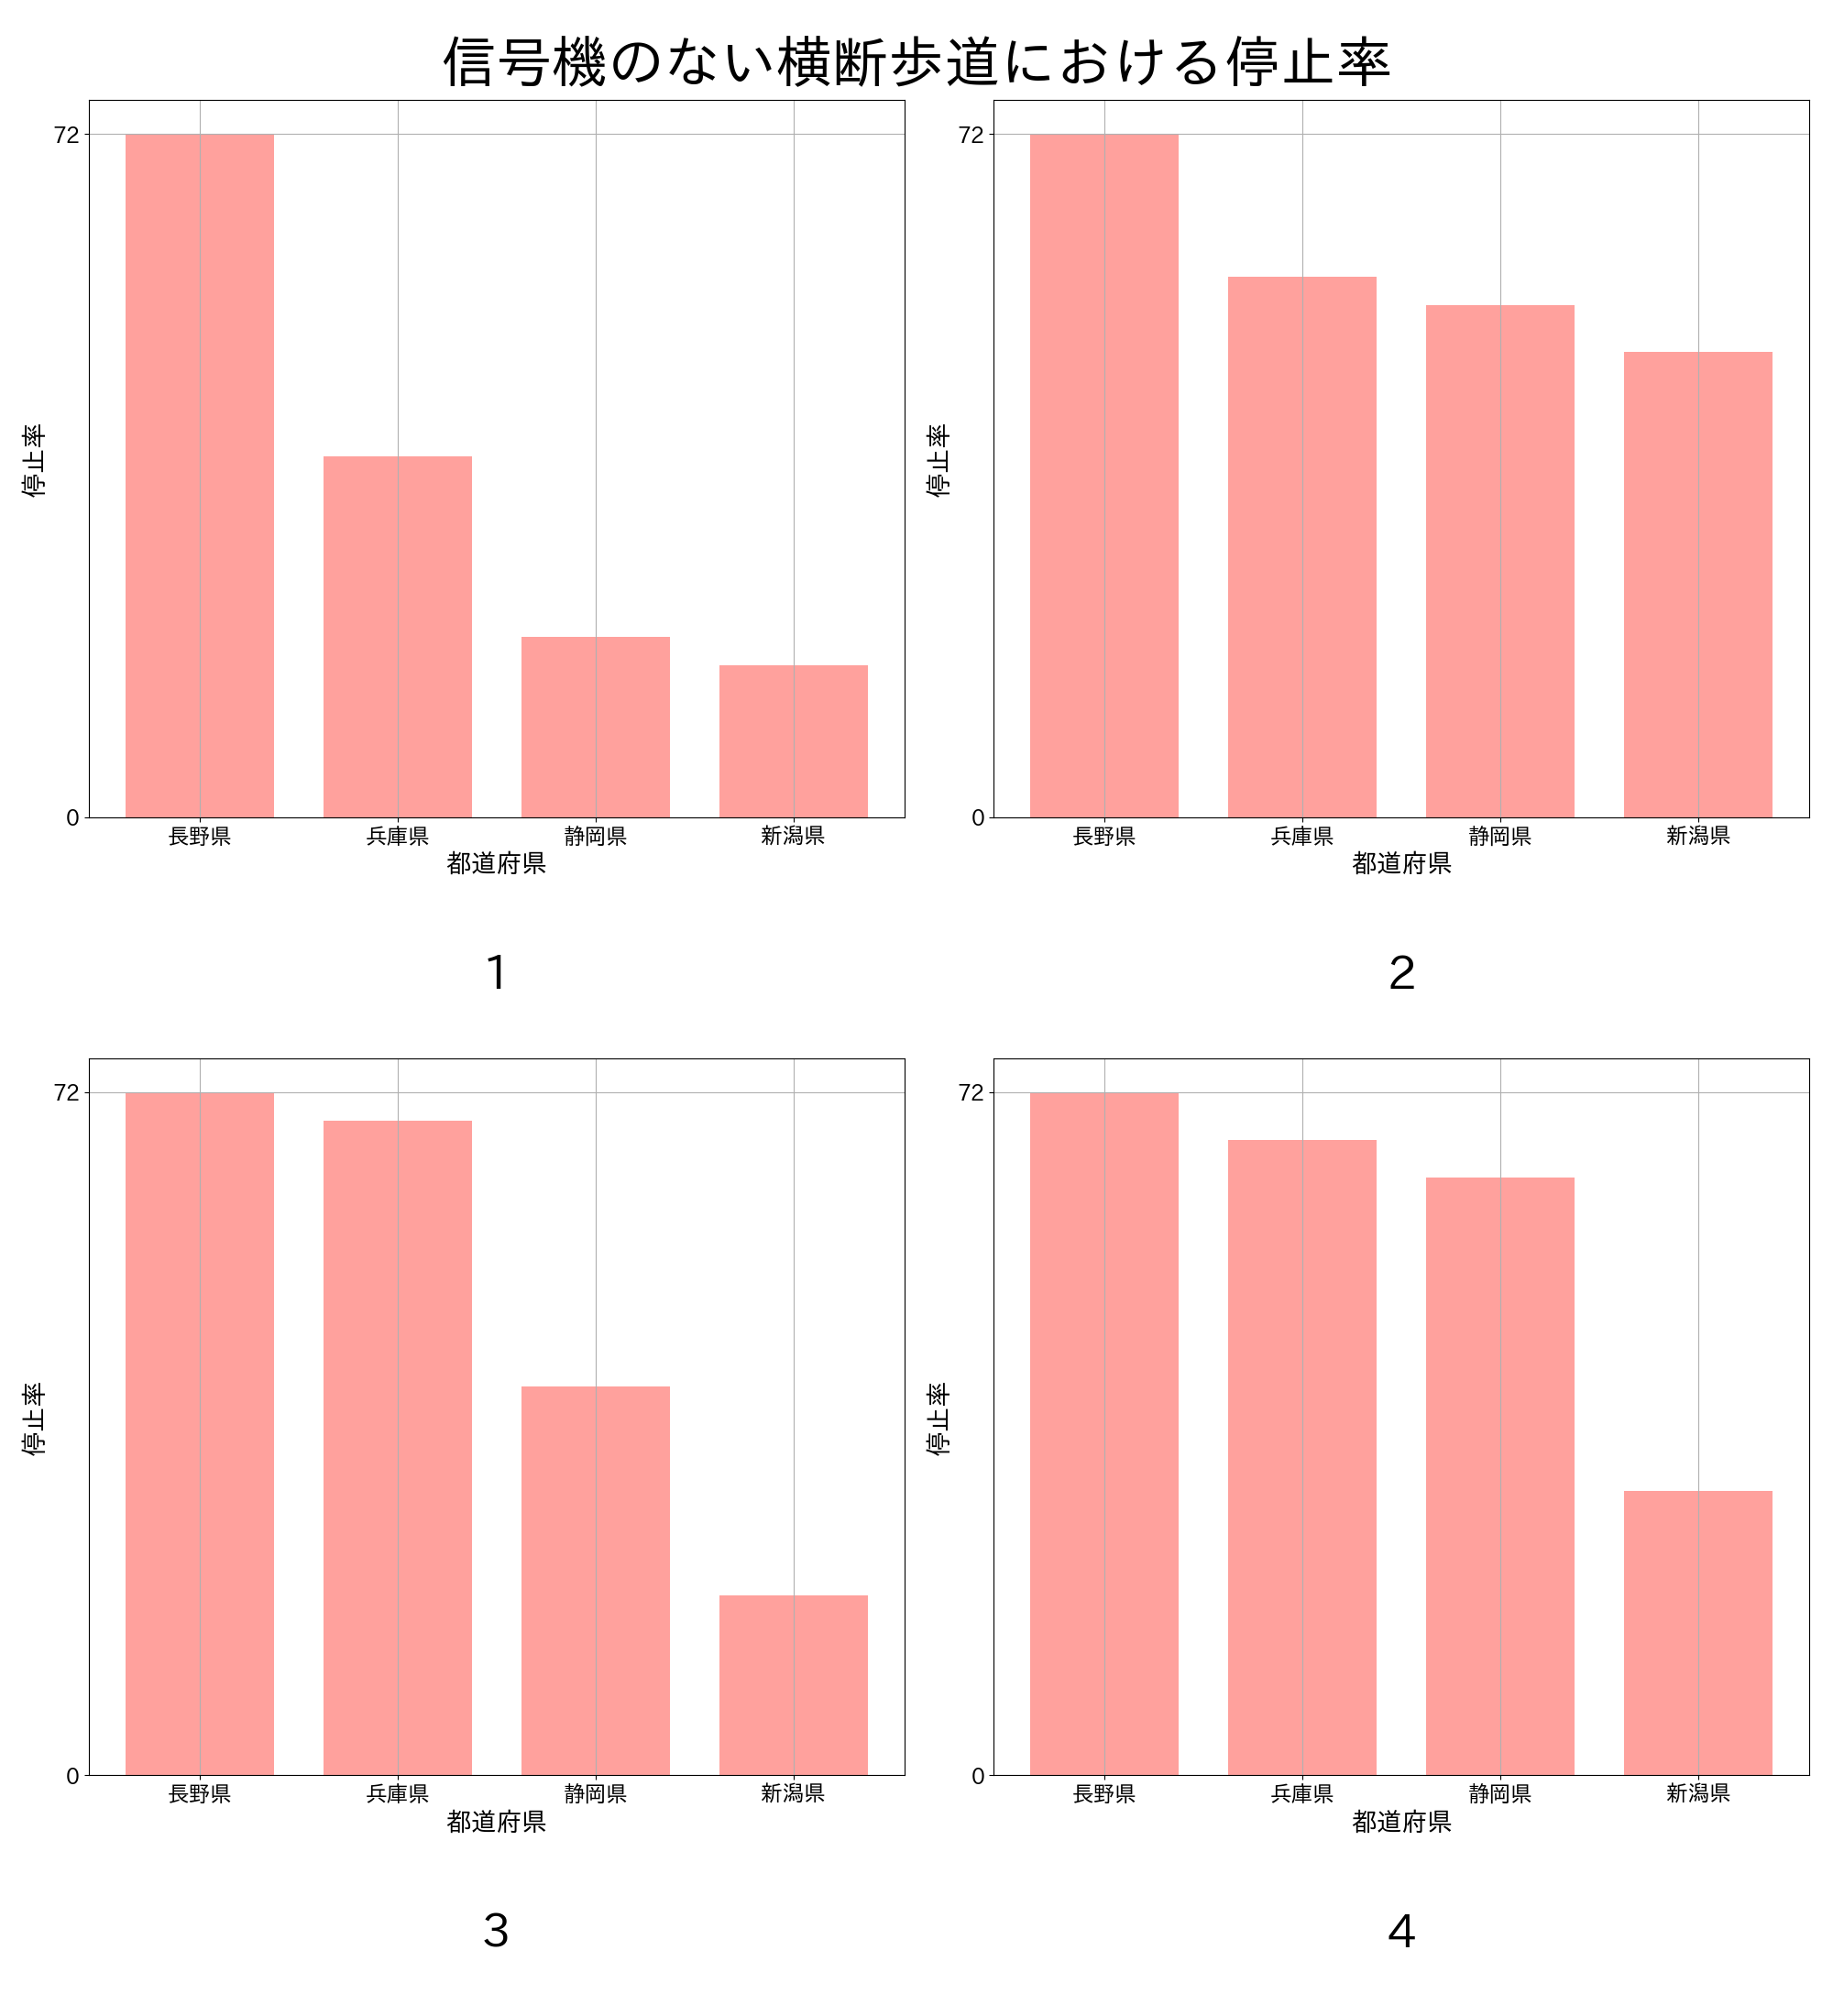 信号機のない横断歩道における停止率
72
停止率
0
長野県 兵庫県 静岡県 新潟県
都道府県
1
72
停止率
0
長野県 兵庫県 静岡県 新潟県
都道府県
2
72
停止率
0
長野県 兵庫県 静岡県 新潟県
都道府県
3
72
停止率
0
長野県 兵庫県 静岡県 新潟県
都道府県
4